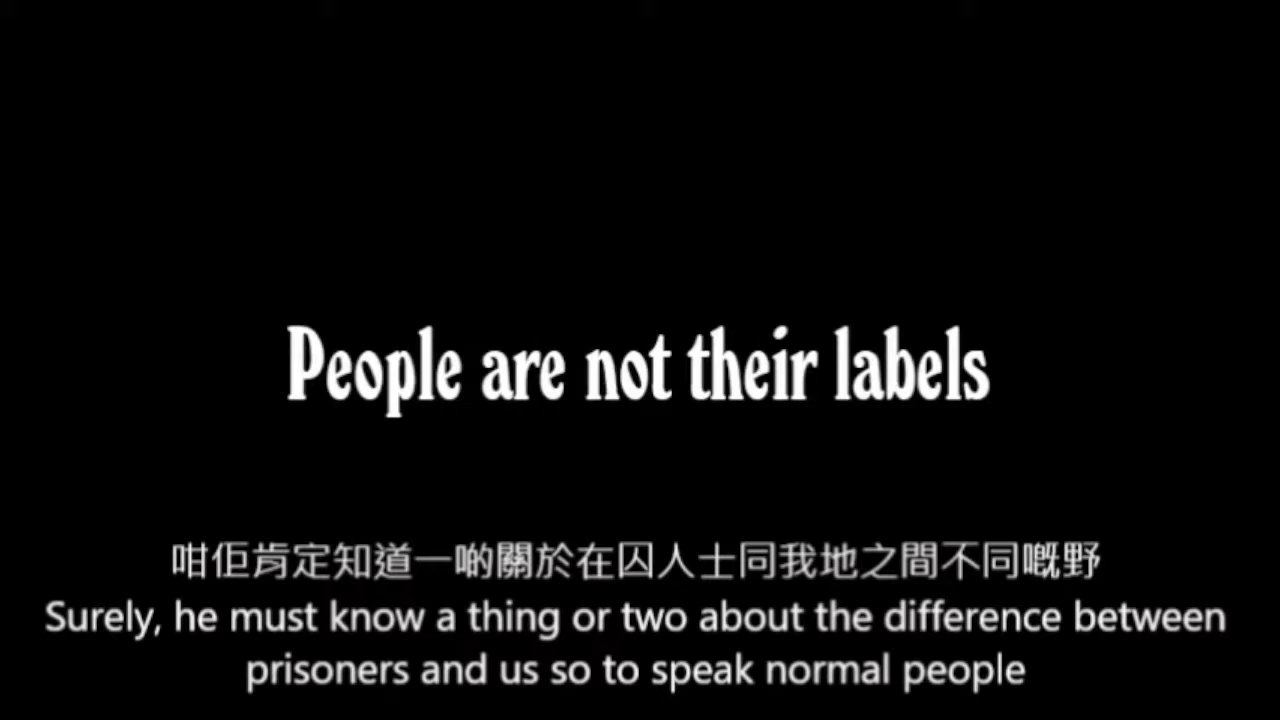 People are not their labels
咁佢肯定知道一啲關於在囚人士同我地之間不同嘅野
Surely, he must know a thing or two about the difference between
prisoners and us so to speak normal people